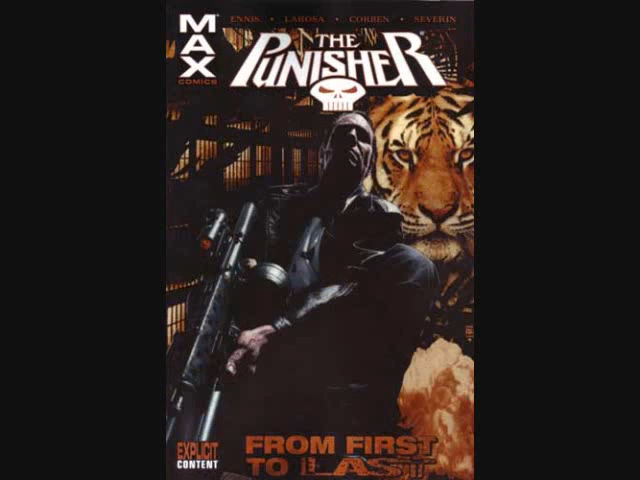 MAX
COMICS
ENNIS • LAROSA • CORBEN • SEVERIN
THE
PUNISHER
EXPLICIT
CONTENT
FROM FIRST
TO LAST